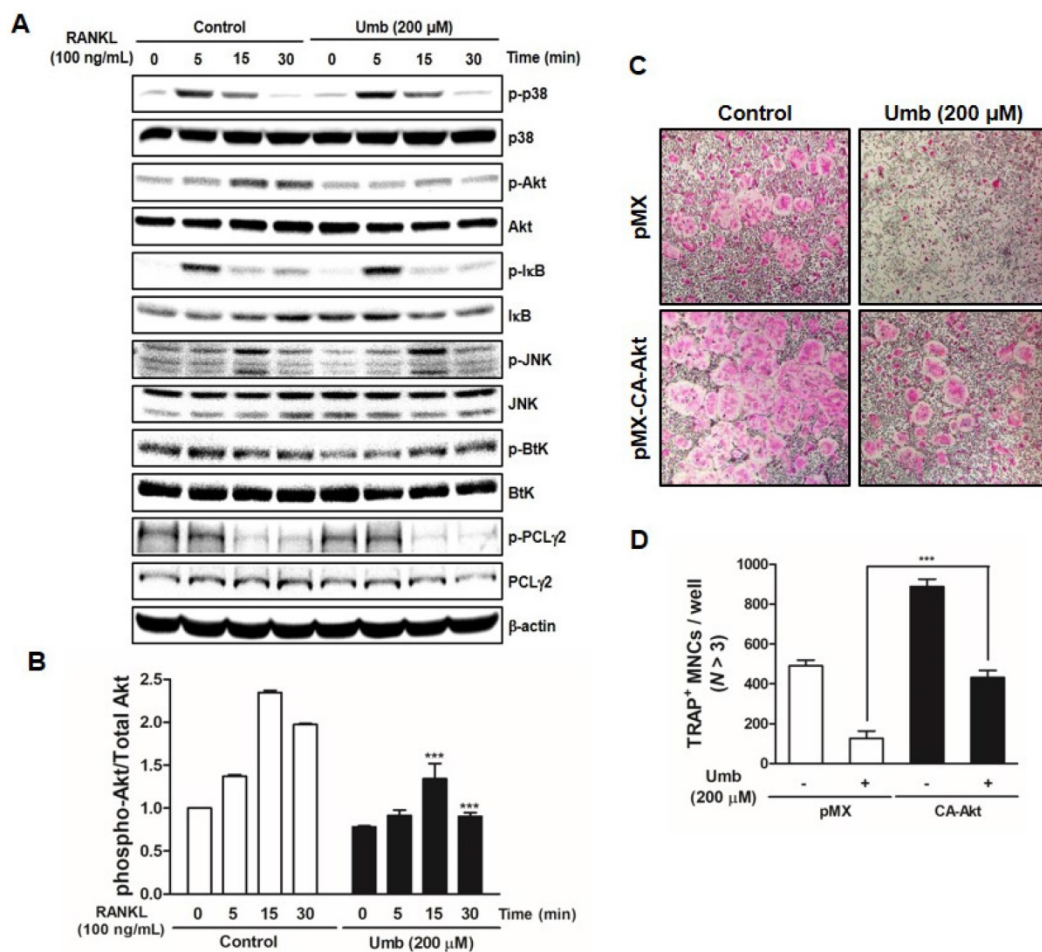 A
RANKL
(100 ng/mL)
Control
Umb (200 µM)
0 5 15 30 0 5 15 30 Time (min)
p-p38
p38
p-Akt
Akt
p-IκB
IκB
p-JNK
JNK
p-BtK
BtK
p-PCLγ2
PCLγ2
β-actin
B
phospho-Akt/Total Akt
2.5
2.0
1.5
1.0
0.5
0.0
***
***
RANKL
(100 ng/mL)
0 5 15 30 0 5 15 30 Time (min)
Control Umb (200 μM)
C
Control Umb (200 µM)
pMX
pMX-CA-Akt
D
TRAP⁺ MNCs / well
(N > 3)
1000
800
600
400
200
0
***
Umb
(200 μM)
- + - +
pMX CA-Akt